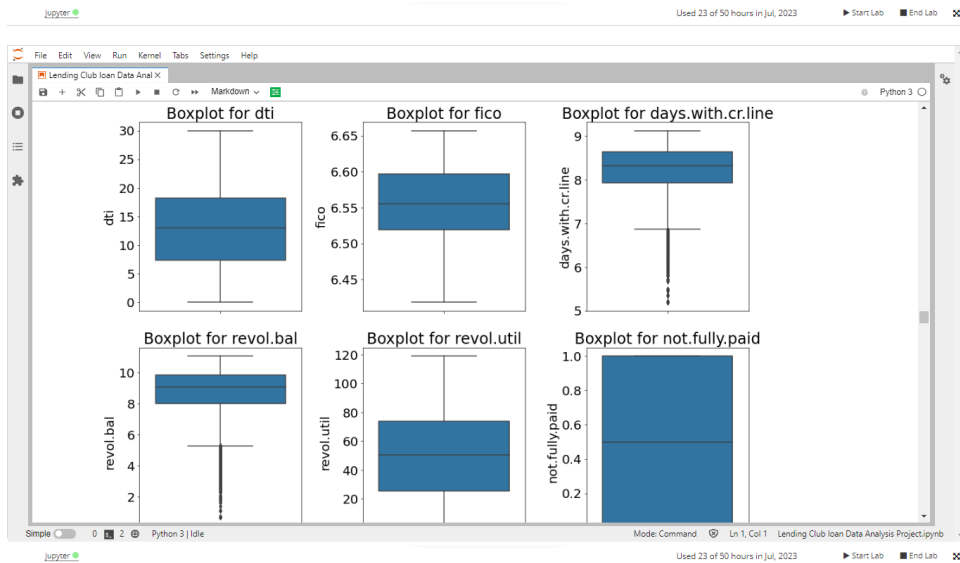 jupyter
Used 23 of 50 hours in Jul, 2023
Start Lab
End Lab
File Edit View Run Kernel Tabs Settings Help
Lending Club loan Data Anal
Markdown
Python 3
Boxplot for dti
30
25
20
15
10
5
0
dti
Boxplot for fico
6.65
6.60
6.55
6.50
6.45
fico
Boxplot for days.with.cr.line
9
8
7
6
5
days.with.cr.line
Boxplot for revol.bal
10
8
6
4
2
revol.bal
Boxplot for revol.util
120
100
80
60
40
20
revol.util
Boxplot for not.fully.paid
1.0
0.8
0.6
0.4
0.2
not.fully.paid
Simple 0 2 Python 3 | Idle
Mode: Command Ln 1, Col 1 Lending Club loan Data Analysis Project.ipynb
jupyter
Used 23 of 50 hours in Jul, 2023
Start Lab
End Lab